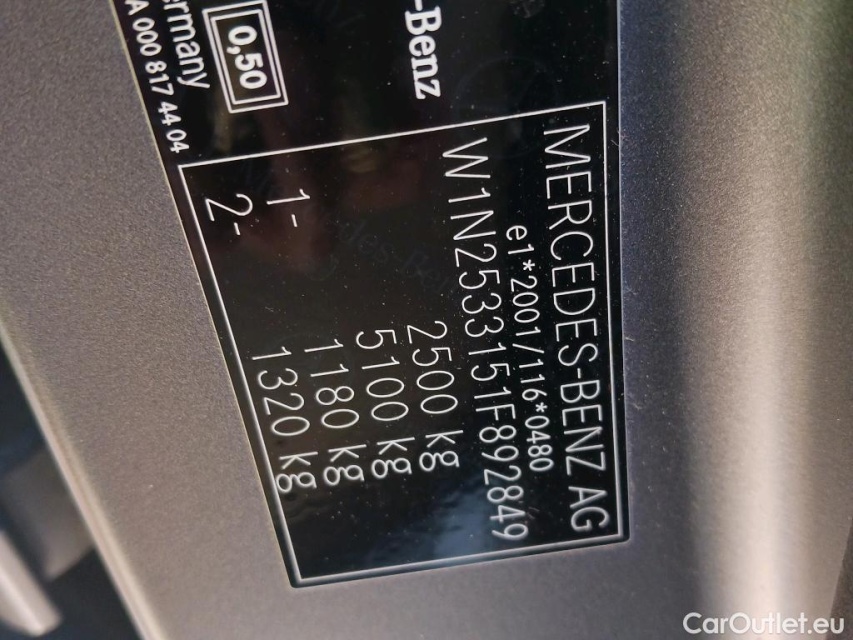 -Benz
0,50
ermany
A 000 817 44 04
MERCEDES-BENZ AG
e1*2001/116*0480
W1N2533151F892849
2500 kg
5100 kg
1- 1180 kg
2- 1320 kg
CarOutlet.eu